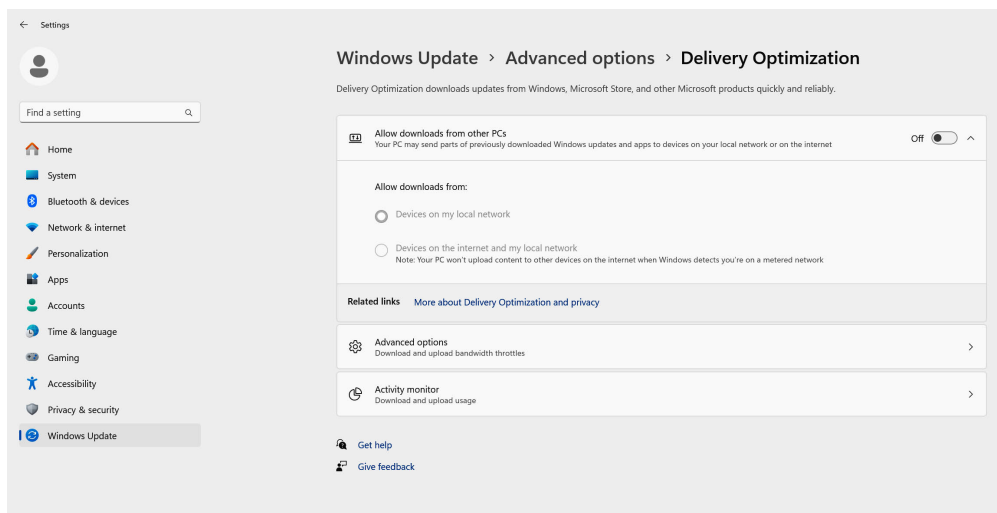 Settings
Find a setting
Home
System
Bluetooth & devices
Network & internet
Personalization
Apps
Accounts
Time & language
Gaming
Accessibility
Privacy & security
Windows Update
Windows Update > Advanced options > Delivery Optimization
Delivery Optimization downloads updates from Windows, Microsoft Store, and other Microsoft products quickly and reliably.
Allow downloads from other PCs
Your PC may send parts of previously downloaded Windows updates and apps to devices on your local network or on the internet
Off
Allow downloads from:
Devices on my local network
Devices on the internet and my local network
Note: Your PC won't upload content to other devices on the internet when Windows detects you're on a metered network
Related links More about Delivery Optimization and privacy
Advanced options
Download and upload bandwidth throttles
Activity monitor
Download and upload usage
Get help
Give feedback